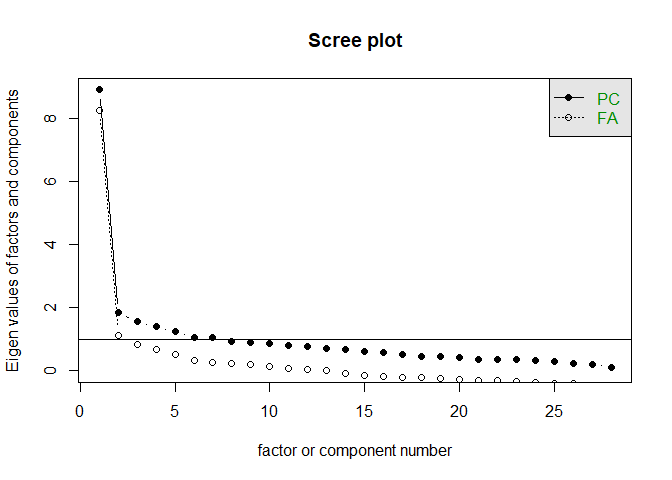 Scree plot
PC
FA
Eigen values of factors and components
8
6
4
2
0
0 5 10 15 20 25
factor or component number